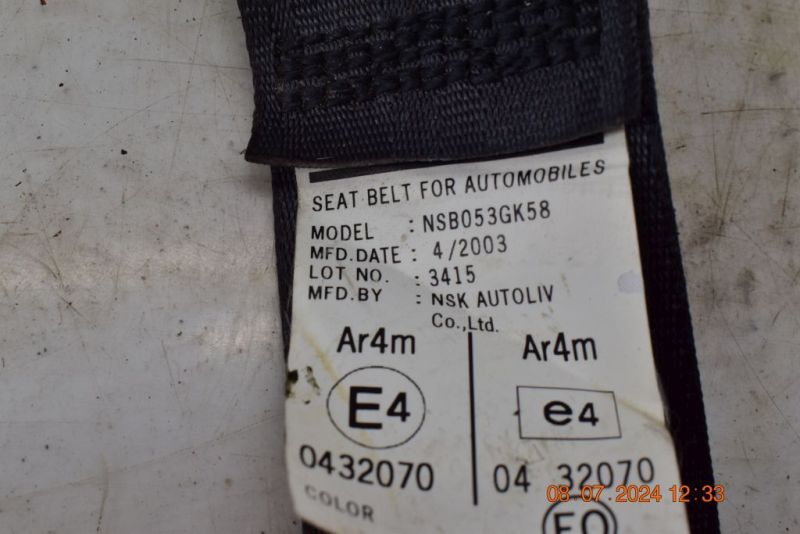 SEAT BELT FOR AUTOMOBILES
MODEL : NSB053GK58
MFD.DATE : 4/2003
LOT NO. : 3415
MFD.BY : NSK AUTOLIV
Co.,Ltd.
Ar4m Ar4m
E4 e4
0432070 04 32070
COLOR
08.07.2024 12:33